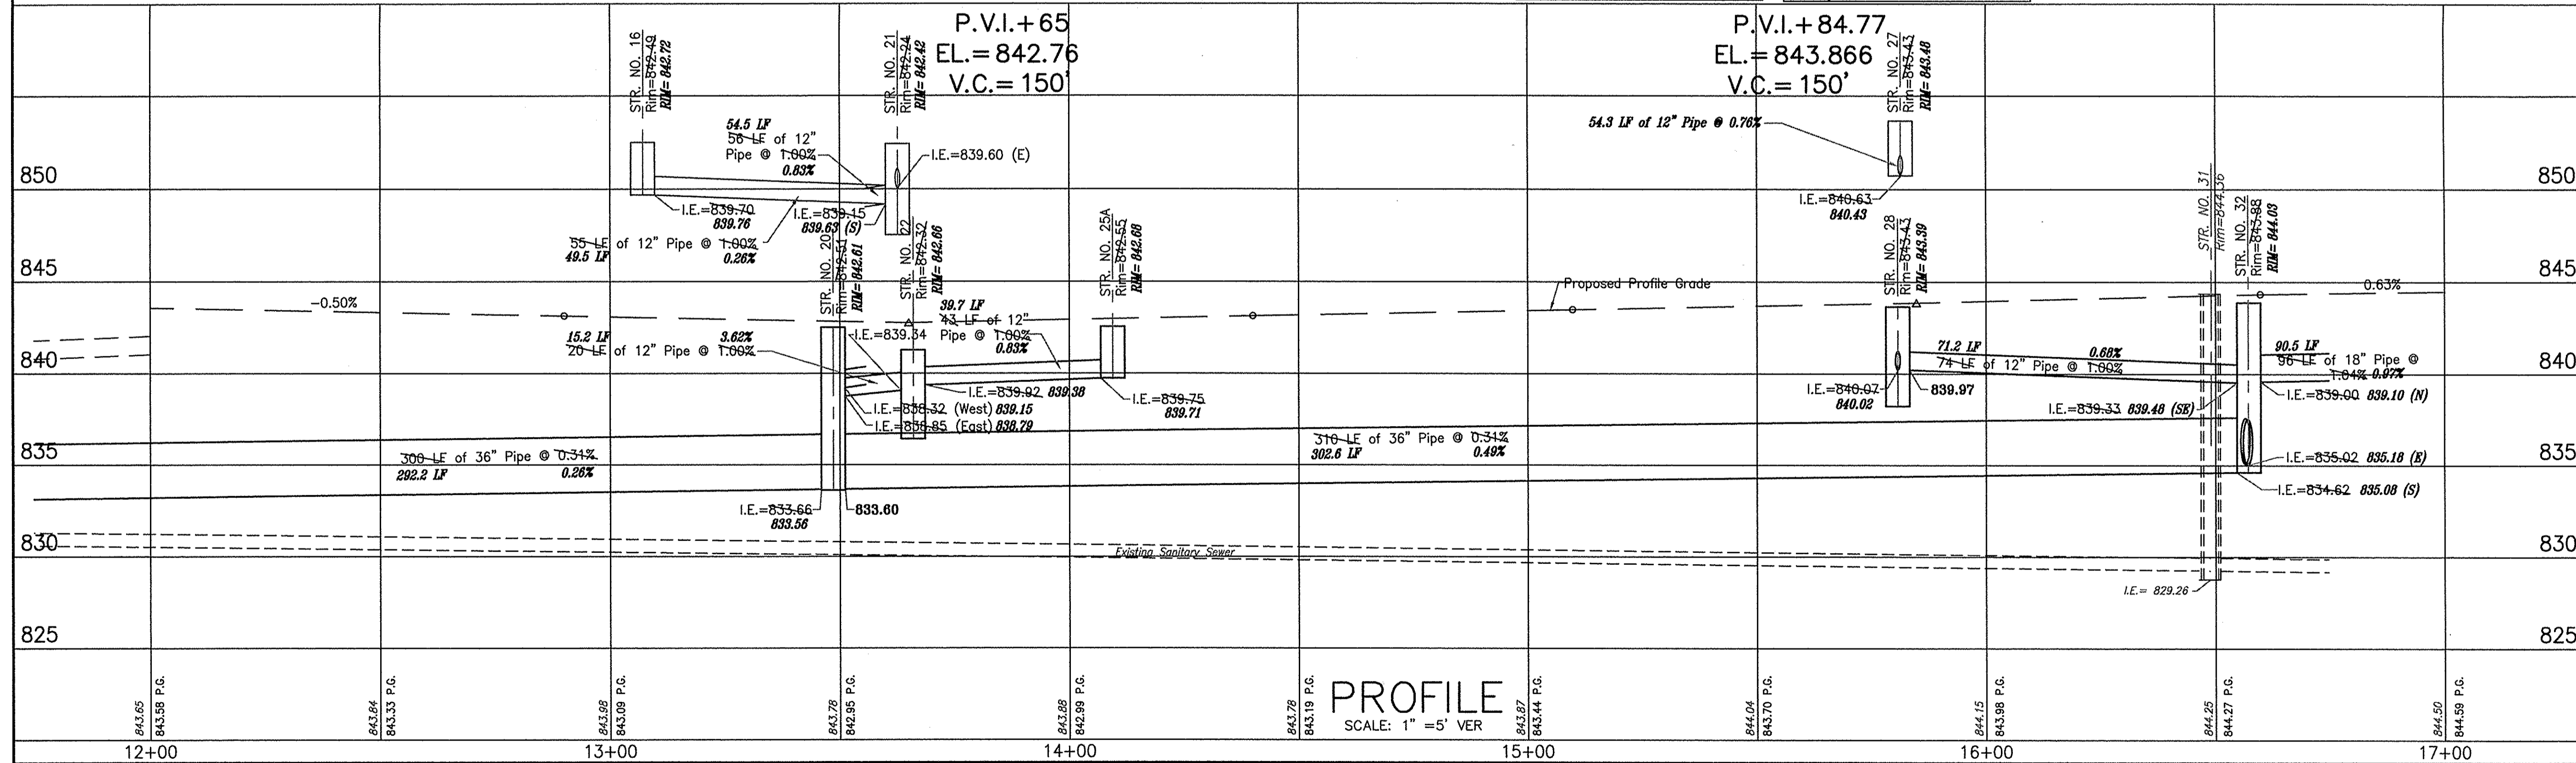 P.V.I.+65
EL.=842.76
V.C.=150'
P.V.I.+84.77
EL.=843.866
V.C.=150'
STR. NO. 16
Rim=842.49
RIM= 842.72
STR. NO. 21
Rim=842.24
RIM= 842.42
STR. NO. 27
Rim=843.43
RIM= 843.48
54.5 LF
56 LF of 12"
Pipe @ 1.00%
0.83%
I.E.=839.60 (E)
54.3 LF of 12" Pipe @ 0.76%
850
850
I.E.=839.70
839.76
I.E.=839.15
839.63 (S)
I.E.=840.63
840.43
55 LF of 12" Pipe @ 1.00%
49.5 LF
0.26%
STR. NO. 20
Rim=842.51
RIM= 842.61
STR. NO. 22
Rim=842.32
RIM= 842.66
STR. NO. 25A
Rim=842.55
RIM= 842.68
STR. NO. 28
Rim=843.43
RIM= 843.39
STR. NO. 31
Rim=844.36
STR. NO. 32
Rim=843.88
RIM= 844.03
845
845
Proposed Profile Grade
-0.50%
0.63%
15.2 LF
3.62%
20 LF of 12" Pipe @ 1.00%
I.E.=839.34
39.7 LF
43 LF of 12"
Pipe @ 1.00%
0.83%
71.2 LF
0.68%
74 LF of 12" Pipe @ 1.00%
90.5 LF
96 LF of 18" Pipe @
1.04% 0.97%
840
840
I.E.=839.92 839.38
I.E.=839.75
839.71
I.E.=840.07
840.02
839.97
I.E.=839.33 839.48 (SE)
I.E.=839.00 839.10 (N)
I.E.=838.32 (West) 839.15
I.E.=838.85 (East) 838.79
300 LF of 36" Pipe @ 0.31%
292.2 LF
0.26%
310 LF of 36" Pipe @ 0.31%
302.6 LF
0.49%
835
835
I.E.=835.02 835.18 (E)
I.E.=834.62 835.08 (S)
I.E.=833.66
833.56
833.60
830
Existing Sanitary Sewer
830
I.E.= 829.26
825
825
PROFILE
SCALE: 1" =5' VER
843.65
843.58 P.G.
843.84
843.33 P.G.
843.98
843.09 P.G.
843.78
842.95 P.G.
843.88
842.99 P.G.
843.78
843.19 P.G.
843.87
843.44 P.G.
844.04
843.70 P.G.
844.15
843.98 P.G.
844.25
844.27 P.G.
844.50
844.59 P.G.
12+00
13+00
14+00
15+00
16+00
17+00